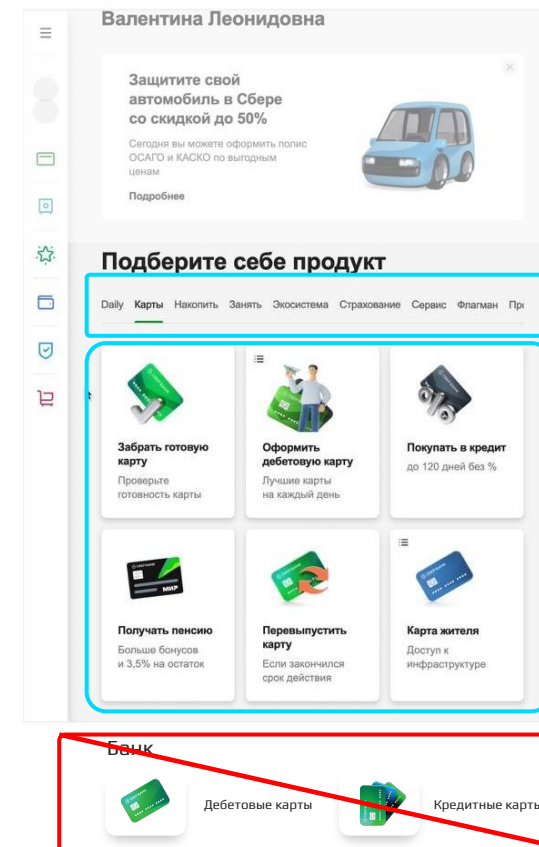 Валентина Леонидовна
Защитите свой
автомобиль в Сбере
со скидкой до 50%
Сегодня вы можете оформить полис
ОСАГО и КАСКО по выгодным
ценам
Подробнее
Подберите себе продукт
Daily Карты Накопить Занять Экосистема Страхование Сервис Флагман
Забрать готовую
карту
Проверьте
готовность карты
Оформить
дебетовую карту
Лучшие карты
на каждый день
Покупать в кредит
до 120 дней без %
МИР
Получать пенсию
Больше бонусов
и 3,5% на остаток
Перевыпустить
карту
Если закончился
срок действия
Карта жителя
Доступ к
инфраструктуре
Банк
Дебетовые карты
Кредитные карты